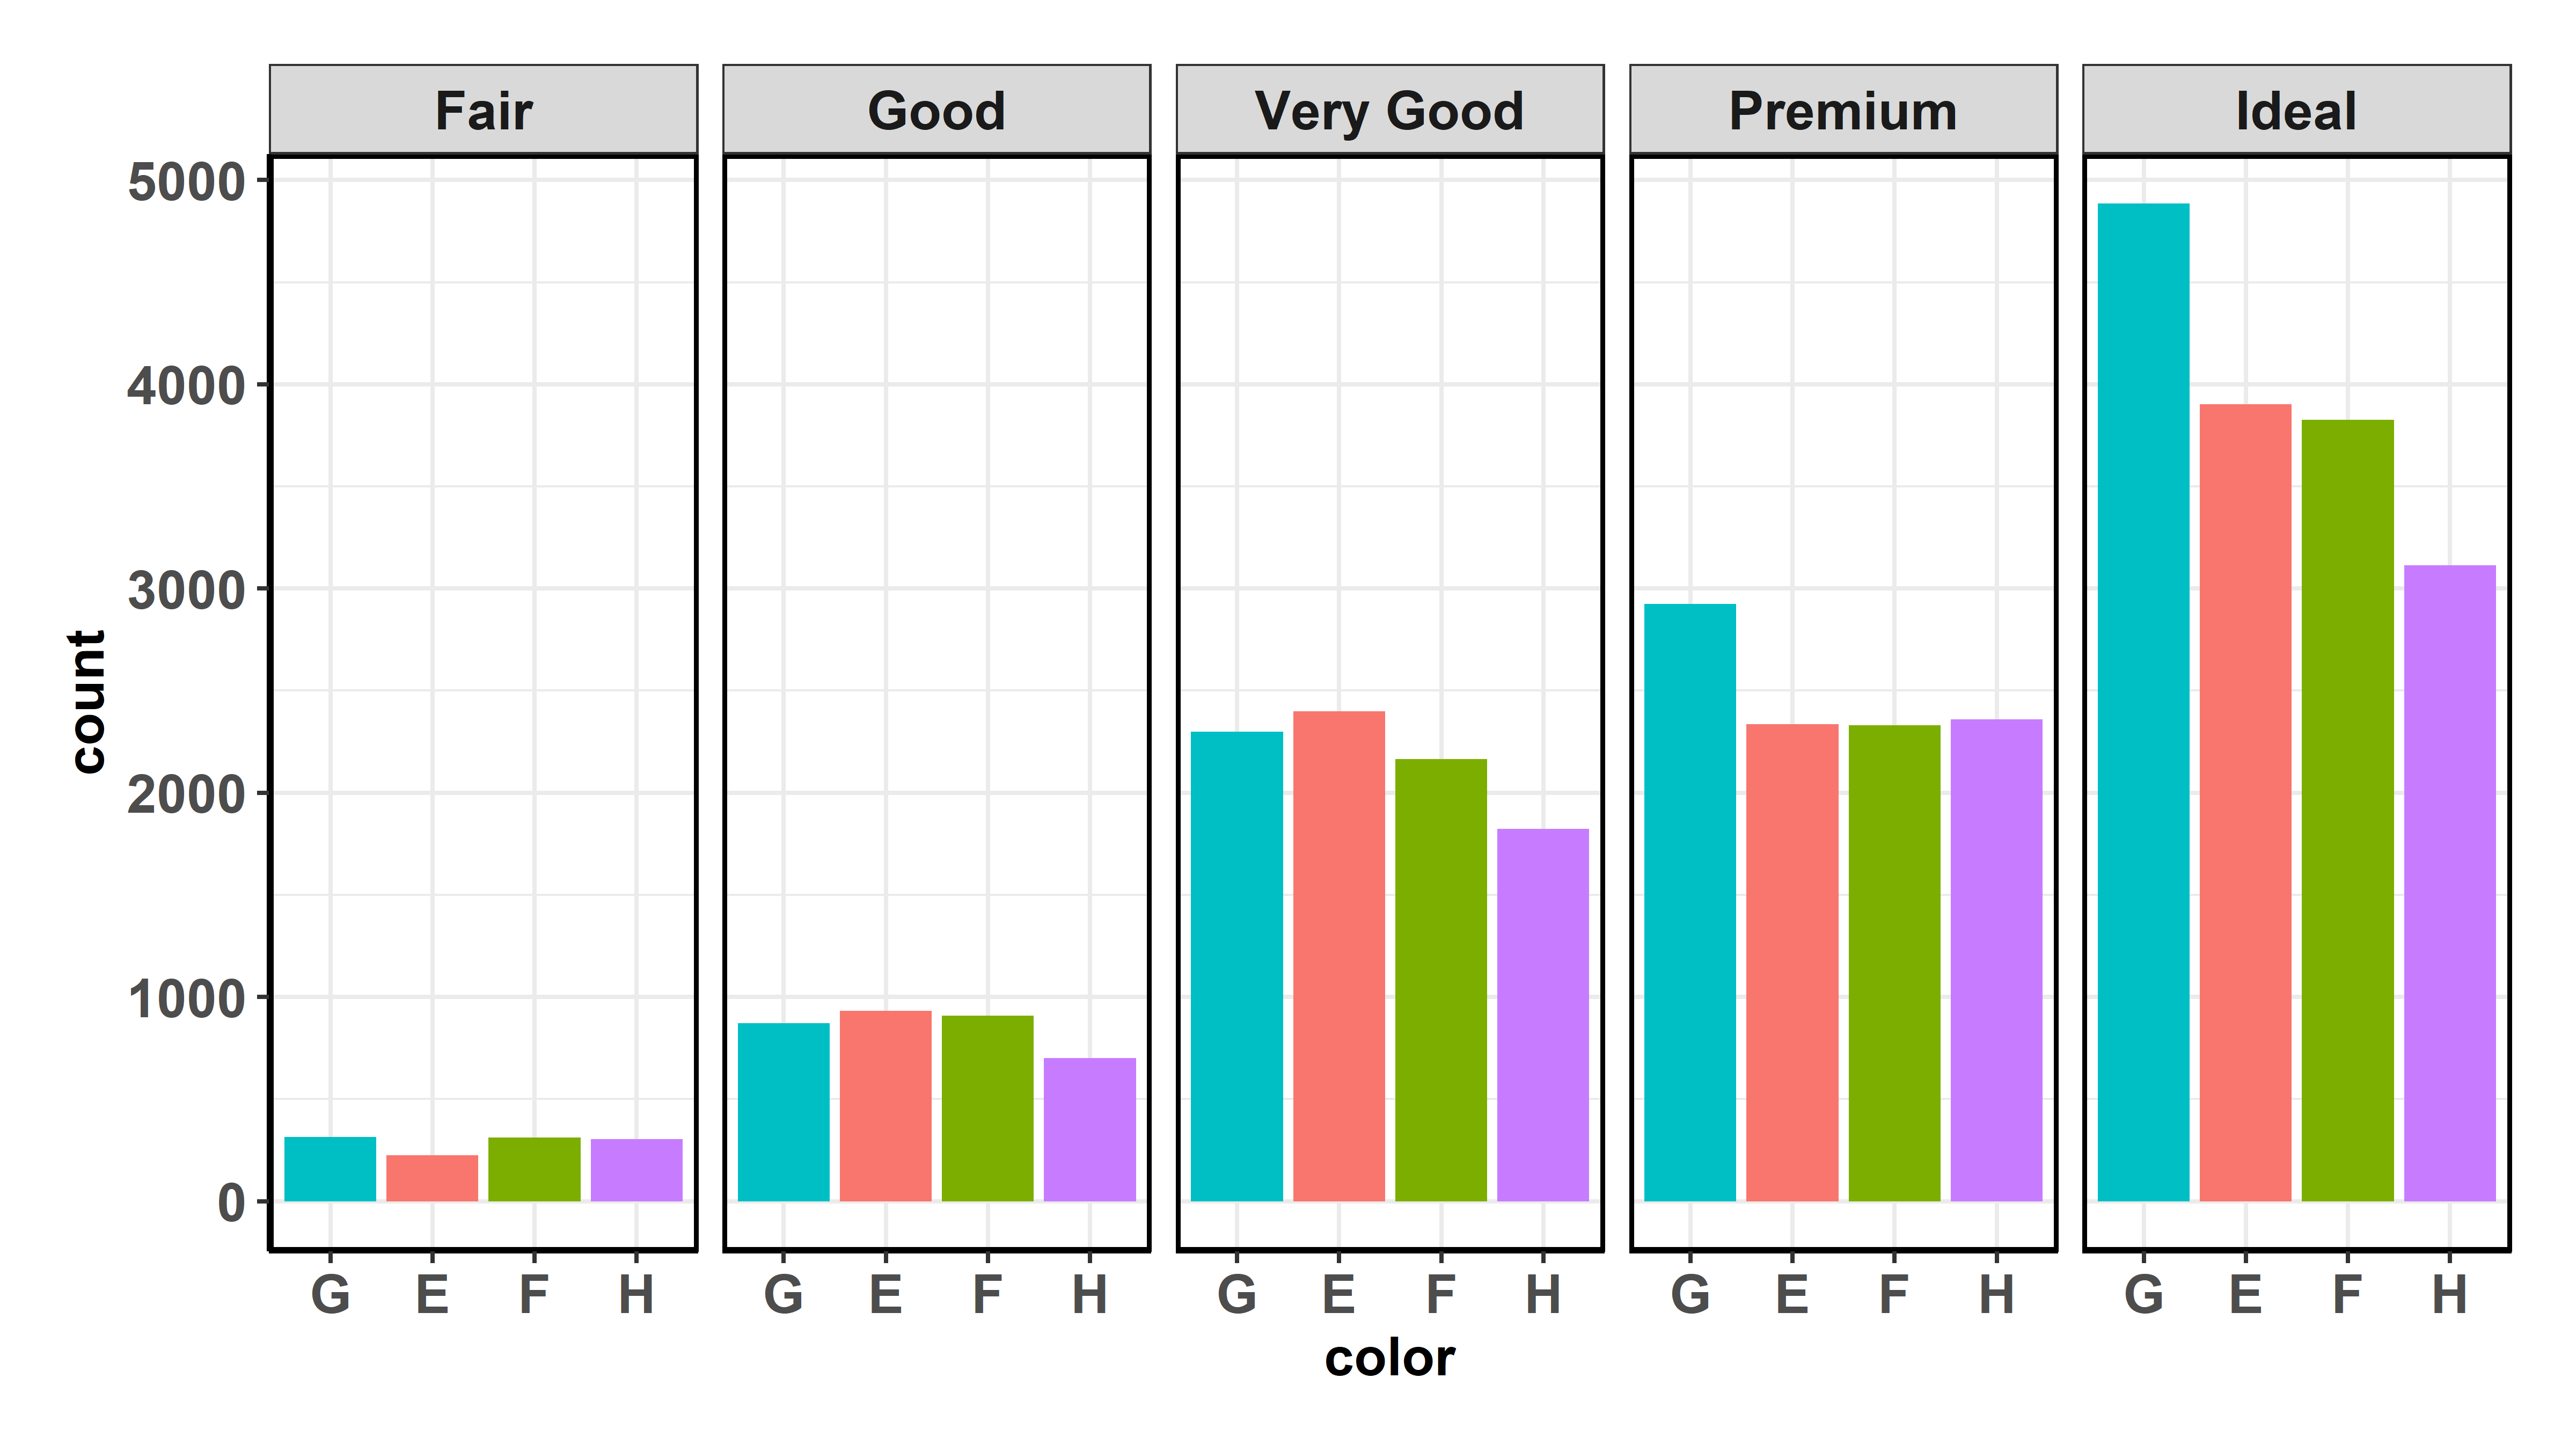 Fair Good Very Good Premium Ideal
5000
4000
3000
2000
1000
0
count
G E F H G E F H G E F H G E F H G E F H
color